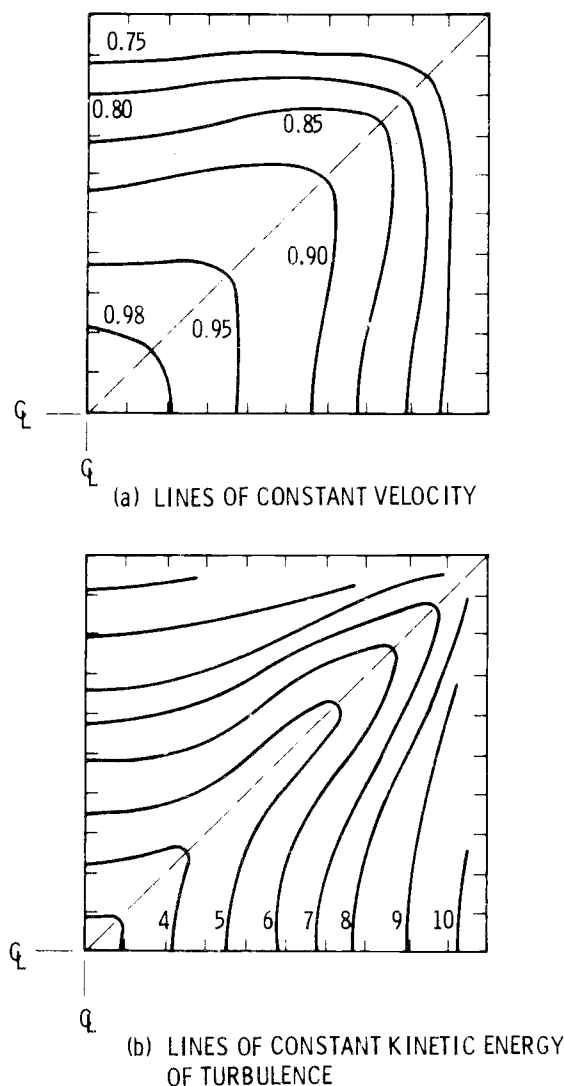 0.75
0.80
0.85
0.90
0.98
0.95
℄
℄
(a) LINES OF CONSTANT VELOCITY
4 5 6 7 8 9 10
℄
℄
(b) LINES OF CONSTANT KINETIC ENERGY
OF TURBULENCE